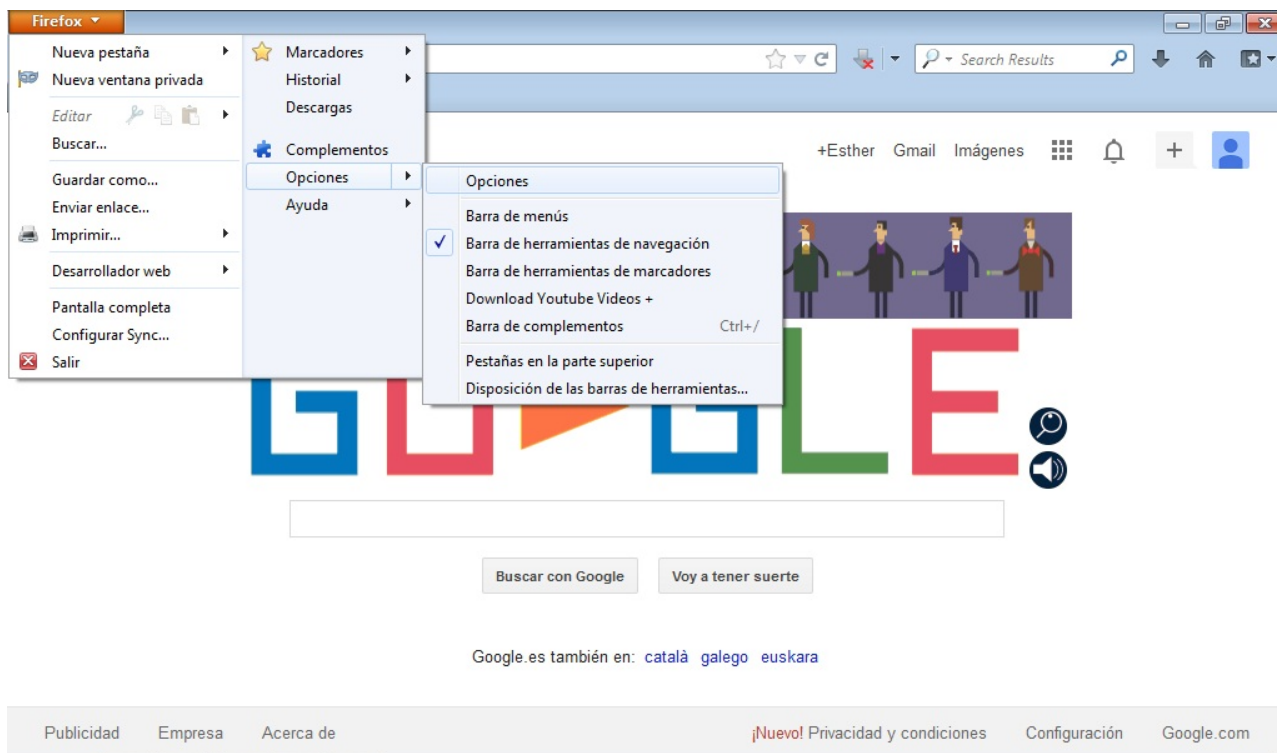 Firefox
Nueva pestaña
Nueva ventana privada
Editar
Buscar...
Guardar como...
Enviar enlace...
Imprimir...
Desarrollador web
Pantalla completa
Configurar Sync...
Salir
Marcadores
Historial
Descargas
Complementos
Opciones
Ayuda
Opciones
Barra de menús
Barra de herramientas de navegación
Barra de herramientas de marcadores
Download Youtube Videos +
Barra de complementos Ctrl+/
Pestañas en la parte superior
Disposición de las barras de herramientas...
Search Results
+Esther Gmail Imágenes
GOOGLE
Buscar con Google Voy a tener suerte
Google.es también en: català galego euskara
Publicidad Empresa Acerca de ¡Nuevo! Privacidad y condiciones Configuración Google.com